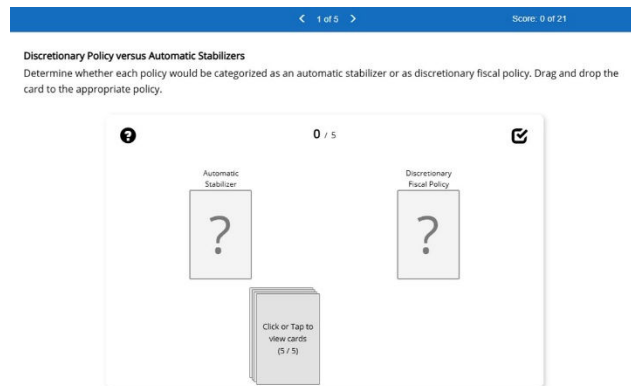 < 1 of 5 >
Score: 0 of 21
Discretionary Policy versus Automatic Stabilizers
Determine whether each policy would be categorized as an automatic stabilizer or as discretionary fiscal policy. Drag and drop the
card to the appropriate policy.
?
0 / 5
Automatic
Stabilizer
?
Discretionary
Fiscal Policy
?
Click or Tap to
view cards
(5 / 5)